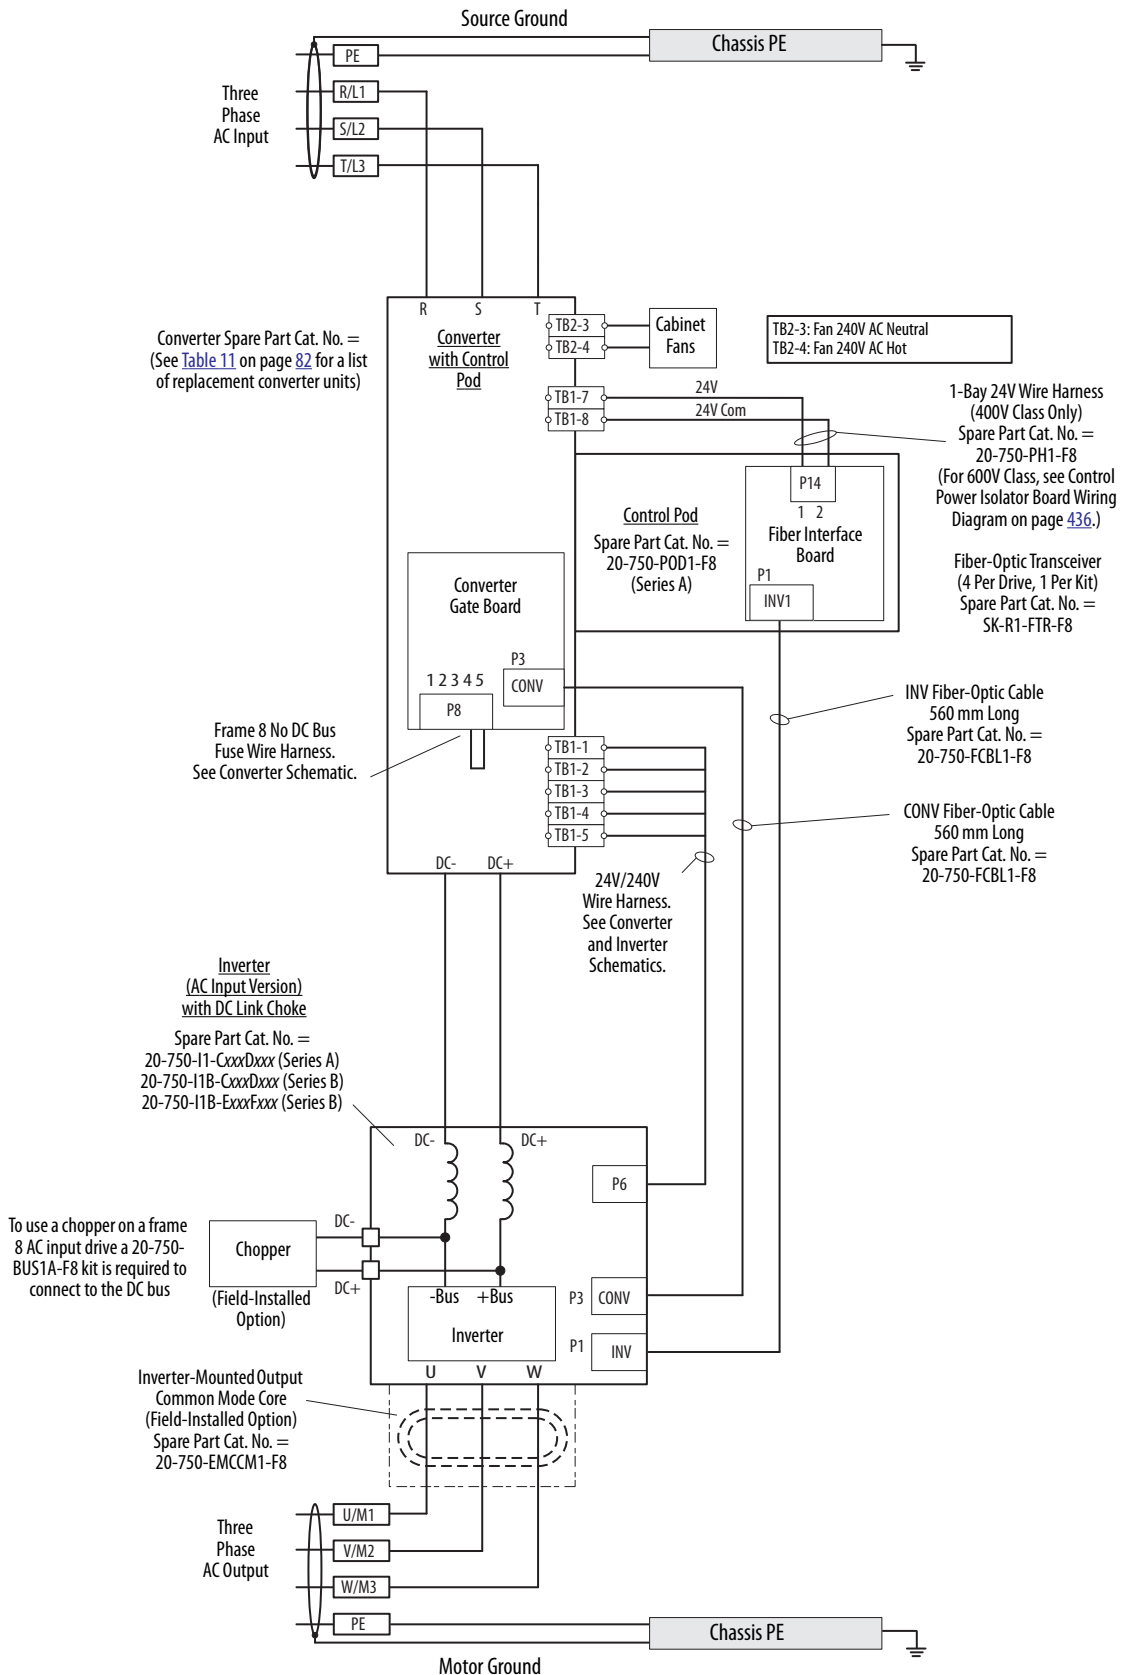 Source Ground
Chassis PE
PE
R/L1
S/L2
T/L3
Three
Phase
AC Input
R S T
Converter
with Control
Pod
Converter Spare Part Cat. No. =
(See Table 11 on page 82 for a list
of replacement converter units)
TB2-3
TB2-4
Cabinet
Fans
TB2-3: Fan 240V AC Neutral
TB2-4: Fan 240V AC Hot
TB1-7
TB1-8
24V
24V Com
1-Bay 24V Wire Harness
(400V Class Only)
Spare Part Cat. No. =
20-750-PH1-F8
(For 600V Class, see Control
Power Isolator Board Wiring
Diagram on page 436.)
Control Pod
Spare Part Cat. No. =
20-750-POD1-F8
(Series A)
P14
1 2
Fiber Interface
Board
P1
INV1
Fiber-Optic Transceiver
(4 Per Drive, 1 Per Kit)
Spare Part Cat. No. =
SK-R1-FTR-F8
Converter
Gate Board
P3
CONV
1 2 3 4 5
P8
Frame 8 No DC Bus
Fuse Wire Harness.
See Converter Schematic.
INV Fiber-Optic Cable
560 mm Long
Spare Part Cat. No. =
20-750-FCBL1-F8
TB1-1
TB1-2
TB1-3
TB1-4
TB1-5
CONV Fiber-Optic Cable
560 mm Long
Spare Part Cat. No. =
20-750-FCBL1-F8
DC- DC+
24V/240V
Wire Harness.
See Converter
and Inverter
Schematics.
Inverter
(AC Input Version)
with DC Link Choke
Spare Part Cat. No. =
20-750-I1-CxxxDxxx (Series A)
20-750-I1B-CxxxDxxx (Series B)
20-750-I1B-ExxxFxxx (Series B)
DC- DC+
P6
To use a chopper on a frame
8 AC input drive a 20-750-
BUS1A-F8 kit is required to
connect to the DC bus
Chopper
(Field-Installed
Option)
DC-
DC+
-Bus +Bus
Inverter
P3
CONV
P1
INV
U V W
Inverter-Mounted Output
Common Mode Core
(Field-Installed Option)
Spare Part Cat. No. =
20-750-EMCCM1-F8
Three
Phase
AC Output
U/M1
V/M2
W/M3
PE
Chassis PE
Motor Ground